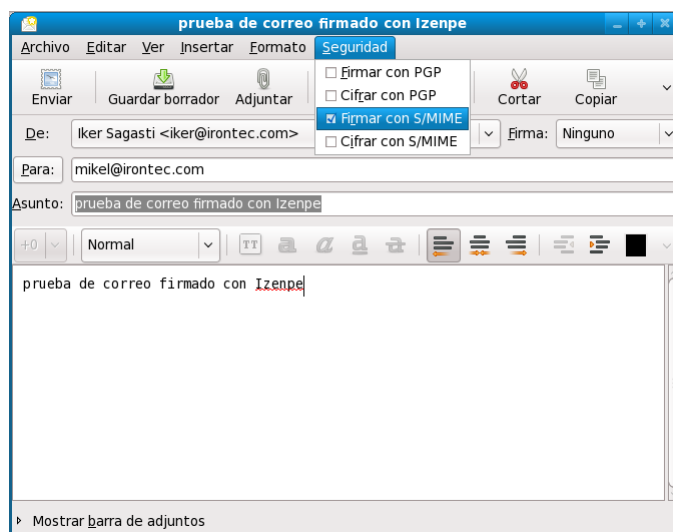 prueba de correo firmado con Izenpe
Archivo Editar Ver Insertar Formato Seguridad
Firmar con PGP
Cifrar con PGP
Firmar con S/MIME
Cifrar con S/MIME
Enviar Guardar borrador Adjuntar Cortar Copiar
De: Iker Sagasti <iker@irontec.com> Firma: Ninguno
Para: mikel@irontec.com
Asunto: prueba de correo firmado con Izenpe
+0 Normal TT a a a a
prueba de correo firmado con Izenpe
Mostrar barra de adjuntos